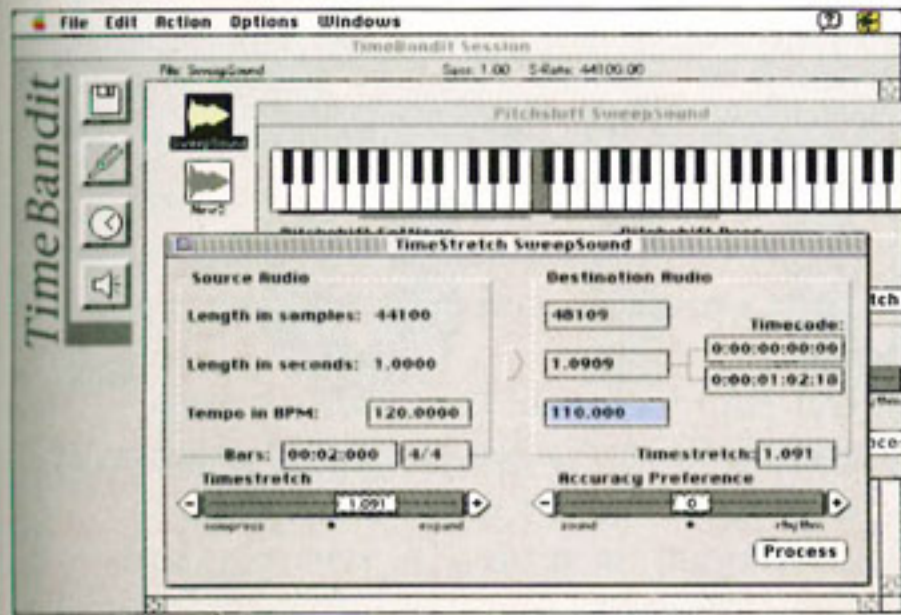 File Edit Action Options Windows
TimeBandit Session
File: SweepSound Secs: 1.00 S-Rate: 44100.00
TimeBandit
SweepSound
Pitchshift SweepSound
TimeStretch SweepSound
Source Audio
Length in samples: 44100
Length in seconds: 1.0000
Tempo in BPM: 120.0000
Bars: 00:02:000 4/4
Destination Audio
48109
Timecode:
1.0909
0:00:00:00:00
0:00:01:02:18
110.000
Timestretch: 1.091
Timestretch
- 1.091 +
compress expand
Accuracy Preference
- 0 +
sound rhythm
Process